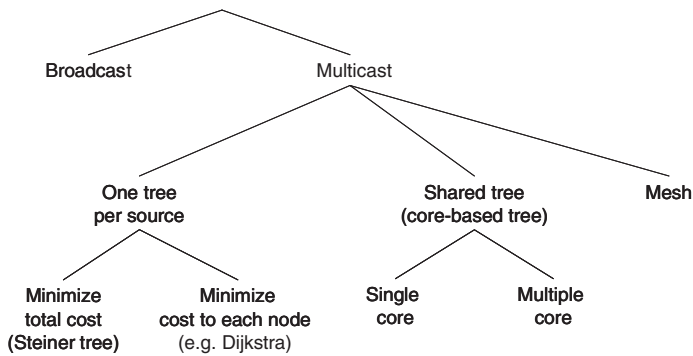 Broadcast
Multicast
One tree
per source
Shared tree
(core-based tree)
Mesh
Minimize
total cost
(Steiner tree)
Minimize
cost to each node
(e.g. Dijkstra)
Single
core
Multiple
core